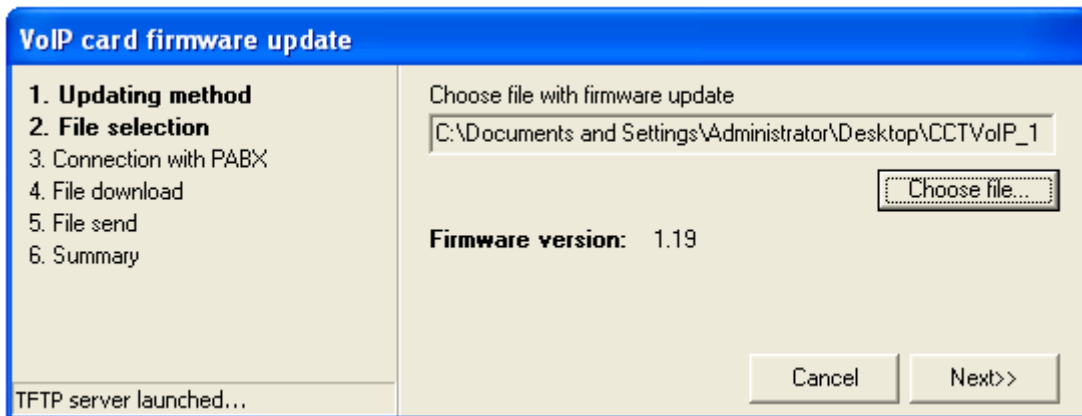 VoIP card firmware update
1. Updating method
2. File selection
3. Connection with PABX
4. File download
5. File send
6. Summary
TFTP server launched...
Choose file with firmware update
C:\Documents and Settings\Administrator\Desktop\CCTVoIP_1
Choose file...
Firmware version: 1.19
Cancel
Next>>